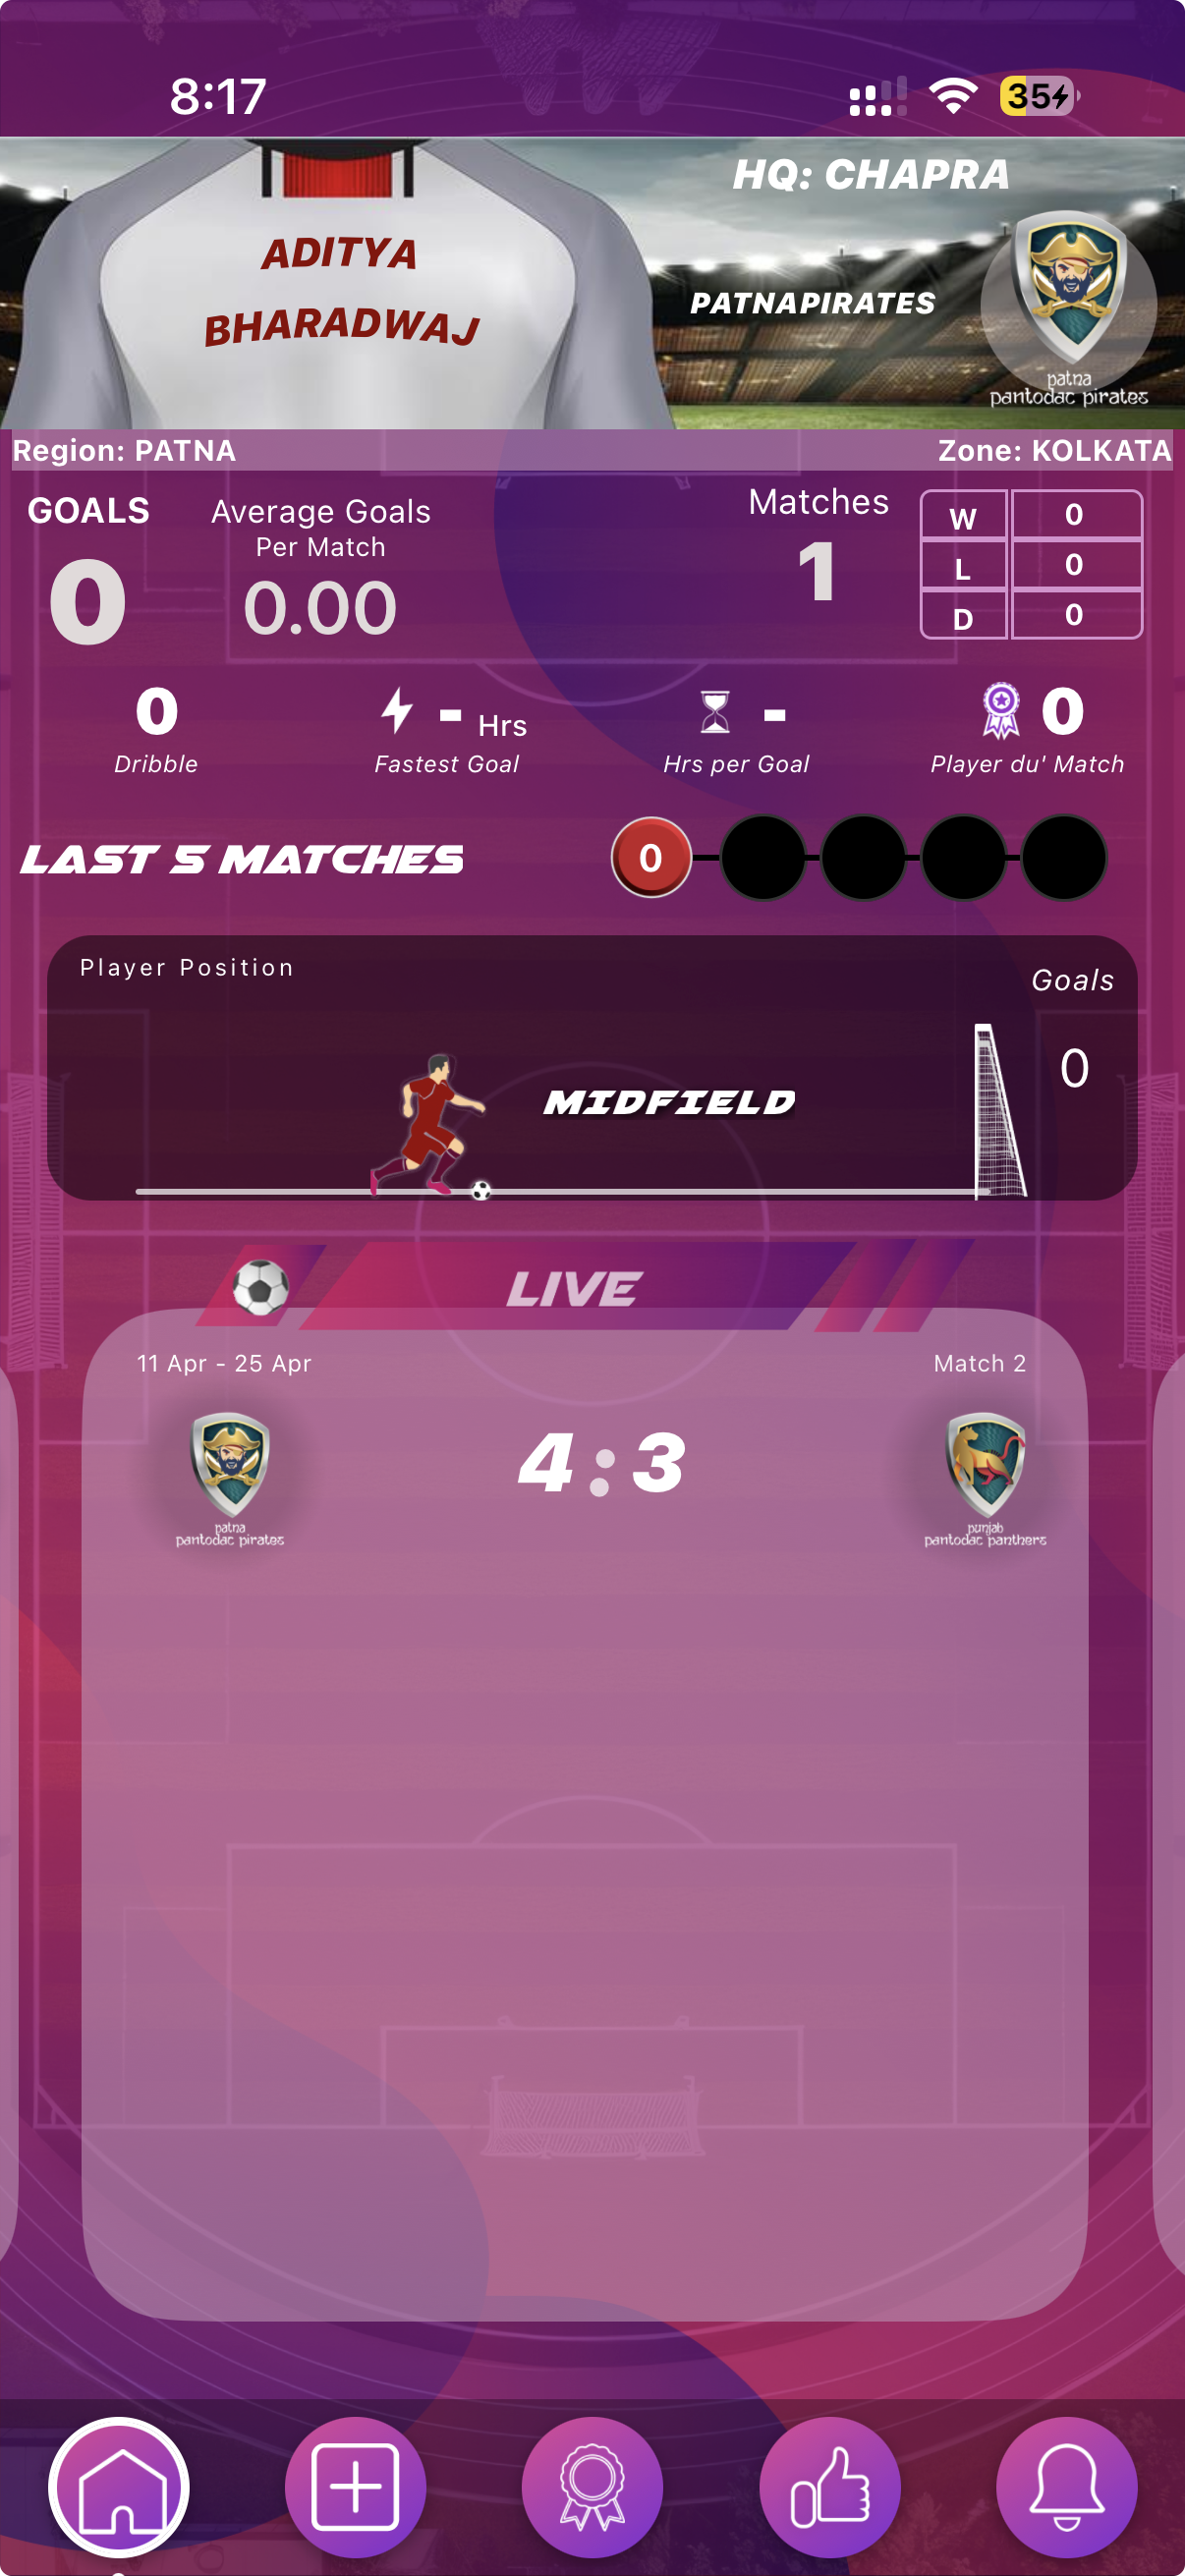 8:17
35
HQ: CHAPRA
ADITYA
BHARADWAJ
PATNAPIRATES
patna
pantodac pirates
Region: PATNA
Zone: KOLKATA
GOALS
Average Goals
Per Match
Matches
0
0.00
1
W 0
L 0
D 0
0
- Hrs
-
0
Dribble
Fastest Goal
Hrs per Goal
Player du' Match
LAST 5 MATCHES
0
Player Position
Goals
0
MIDFIELD
LIVE
11 Apr - 25 Apr
Match 2
4 : 3
patna
pantodac pirates
punjab
pantodac panthers